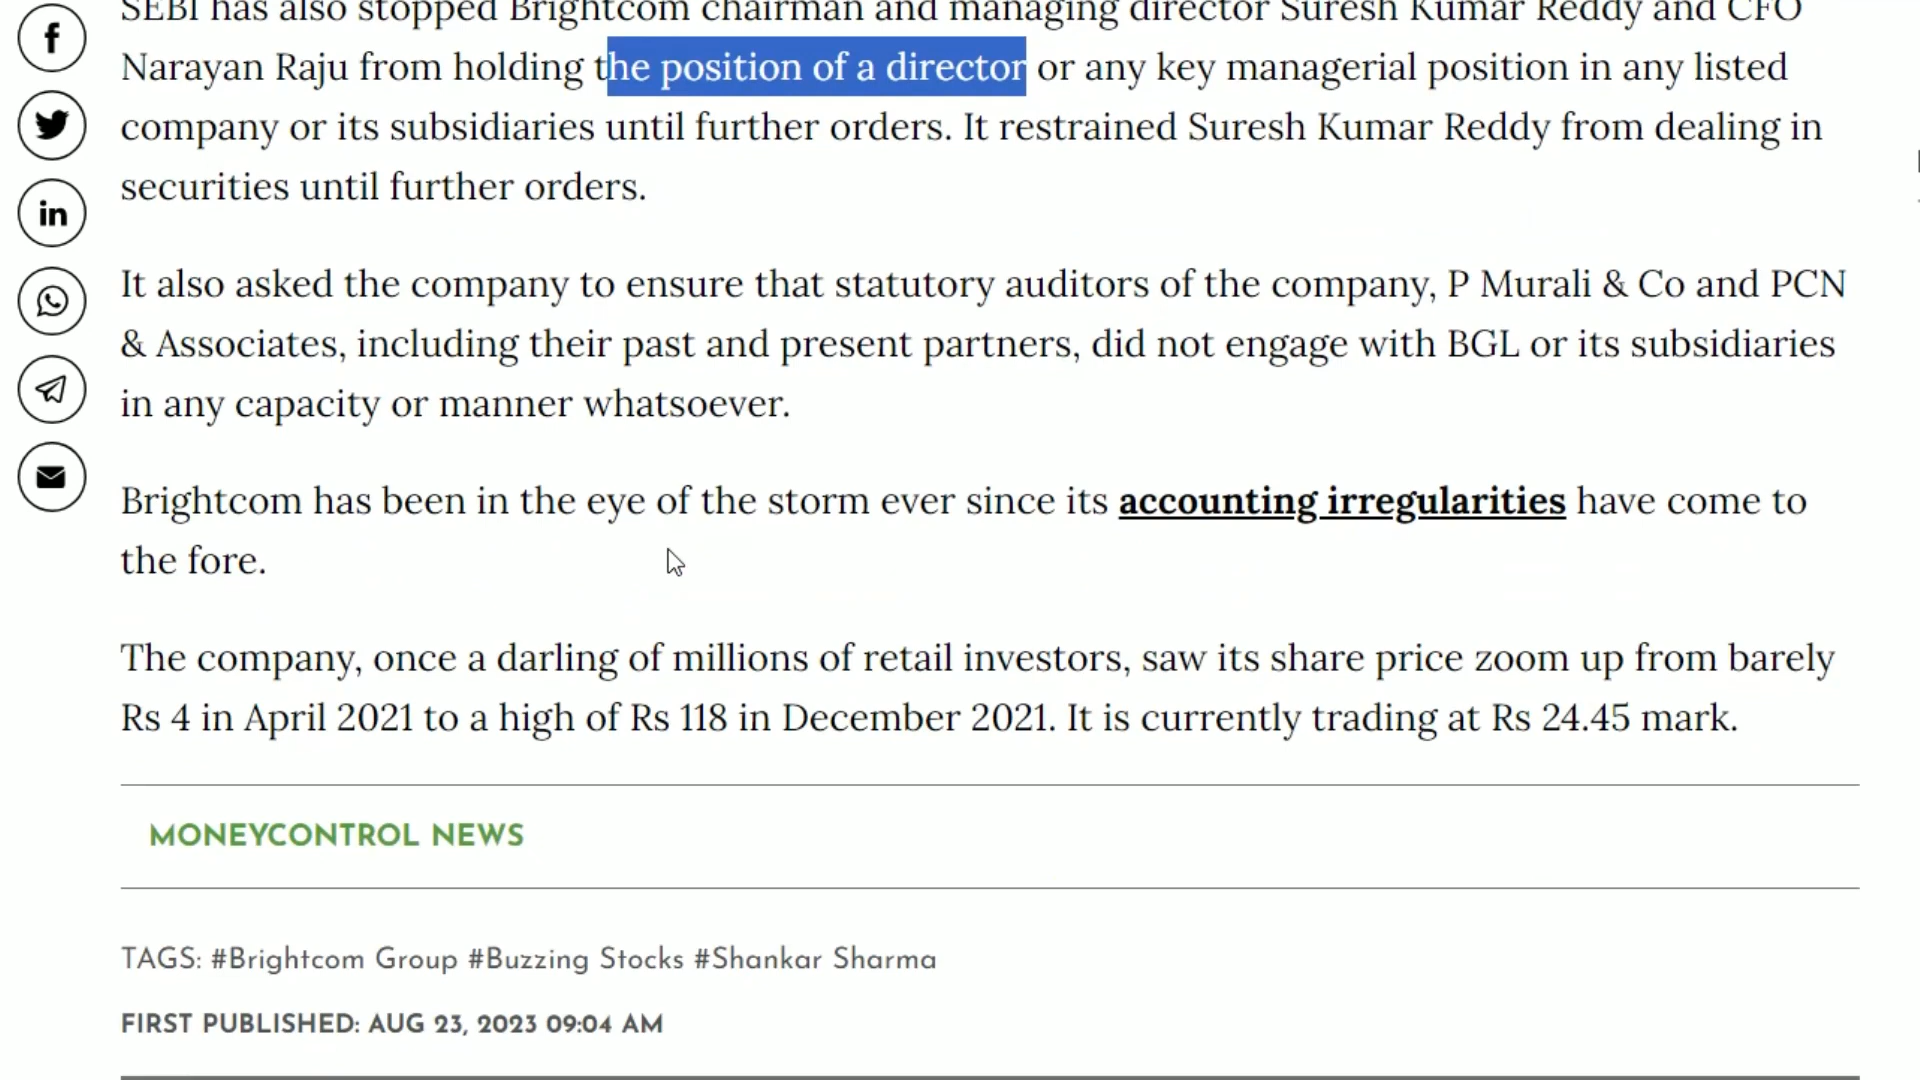 SEBI has also stopped Brightcom chairman and managing director Suresh Kumar Reddy and CFO
Narayan Raju from holding the position of a director or any key managerial position in any listed
company or its subsidiaries until further orders. It restrained Suresh Kumar Reddy from dealing in
securities until further orders.
It also asked the company to ensure that statutory auditors of the company, P Murali & Co and PCN
& Associates, including their past and present partners, did not engage with BGL or its subsidiaries
in any capacity or manner whatsoever.
Brightcom has been in the eye of the storm ever since its accounting irregularities have come to
the fore.
The company, once a darling of millions of retail investors, saw its share price zoom up from barely
Rs 4 in April 2021 to a high of Rs 118 in December 2021. It is currently trading at Rs 24.45 mark.
MONEYCONTROL NEWS
TAGS: #Brightcom Group #Buzzing Stocks #Shankar Sharma
FIRST PUBLISHED: AUG 23, 2023 09:04 AM